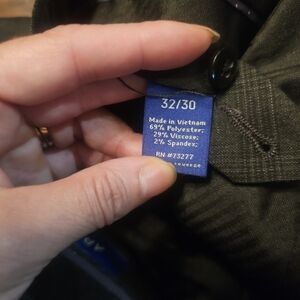 32/30
Made in Vietnam
69% Polyester;
29% Viscose;
2% Spandex;
RN #73277